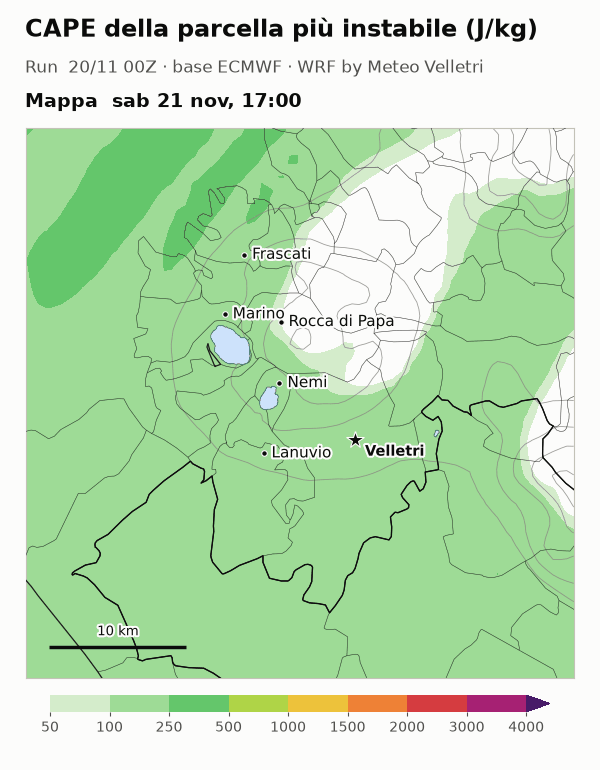 CAPE della parcella più instabile (J/kg)
Run  20/11 00Z · base ECMWF · WRF by Meteo Velletri
Mappa  sab 21 nov, 17:00
Frascati
Marino
Rocca di Papa
Nemi
Velletri
Lanuvio
10 km
50 100 250 500 1000 1500 2000 3000 4000